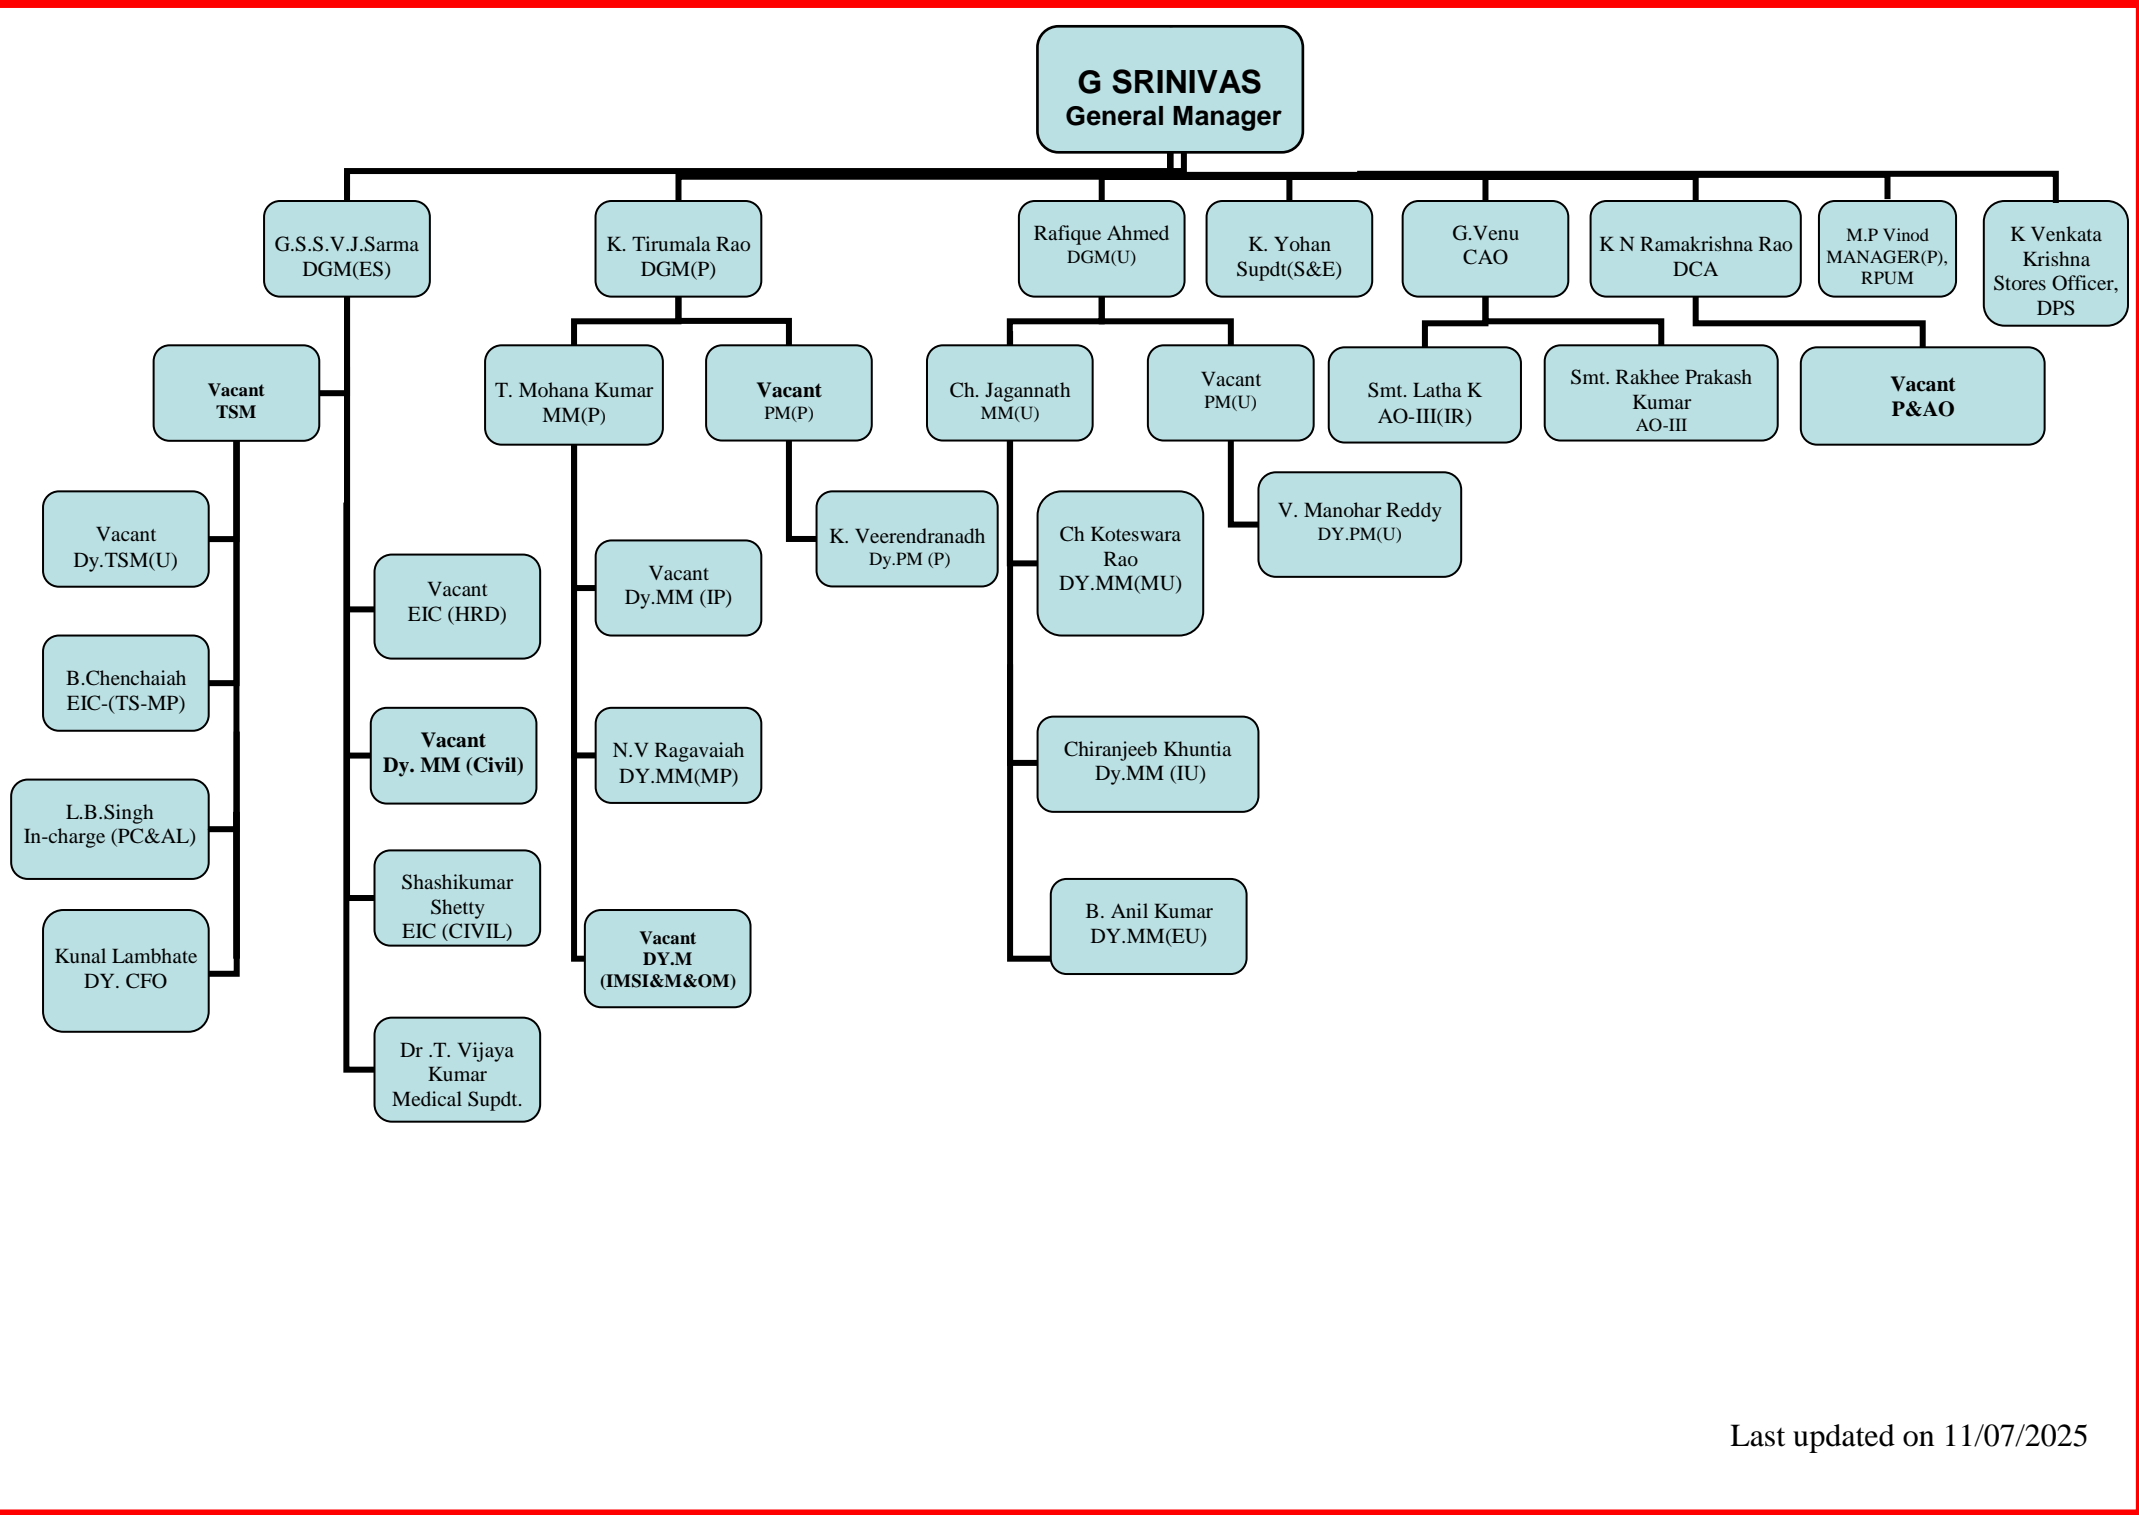 G SRINIVAS
General Manager
G.S.S.V.J.Sarma
DGM(ES)
K. Tirumala Rao
DGM(P)
Rafique Ahmed
DGM(U)
K. Yohan
Supdt(S&E)
G.Venu
CAO
K N Ramakrishna Rao
DCA
M.P Vinod
MANAGER(P),
RPUM
K Venkata
Krishna
Stores Officer,
DPS
Vacant
TSM
T. Mohana Kumar
MM(P)
Vacant
PM(P)
Ch. Jagannath
MM(U)
Vacant
PM(U)
Smt. Latha K
AO-III(IR)
Smt. Rakhee Prakash
Kumar
AO-III
Vacant
P&AO
Vacant
Dy.TSM(U)
Vacant
EIC (HRD)
Vacant
Dy.MM (IP)
K. Veerendranadh
Dy.PM (P)
Ch Koteswara
Rao
DY.MM(MU)
V. Manohar Reddy
DY.PM(U)
B.Chenchaiah
EIC-(TS-MP)
Vacant
Dy. MM (Civil)
N.V Ragavaiah
DY.MM(MP)
Chiranjeeb Khuntia
Dy.MM (IU)
L.B.Singh
In-charge (PC&AL)
Shashikumar
Shetty
EIC (CIVIL)
Vacant
DY.M
(IMSI&M&OM)
B. Anil Kumar
DY.MM(EU)
Kunal Lambhate
DY. CFO
Dr .T. Vijaya
Kumar
Medical Supdt.
Last updated on 11/07/2025